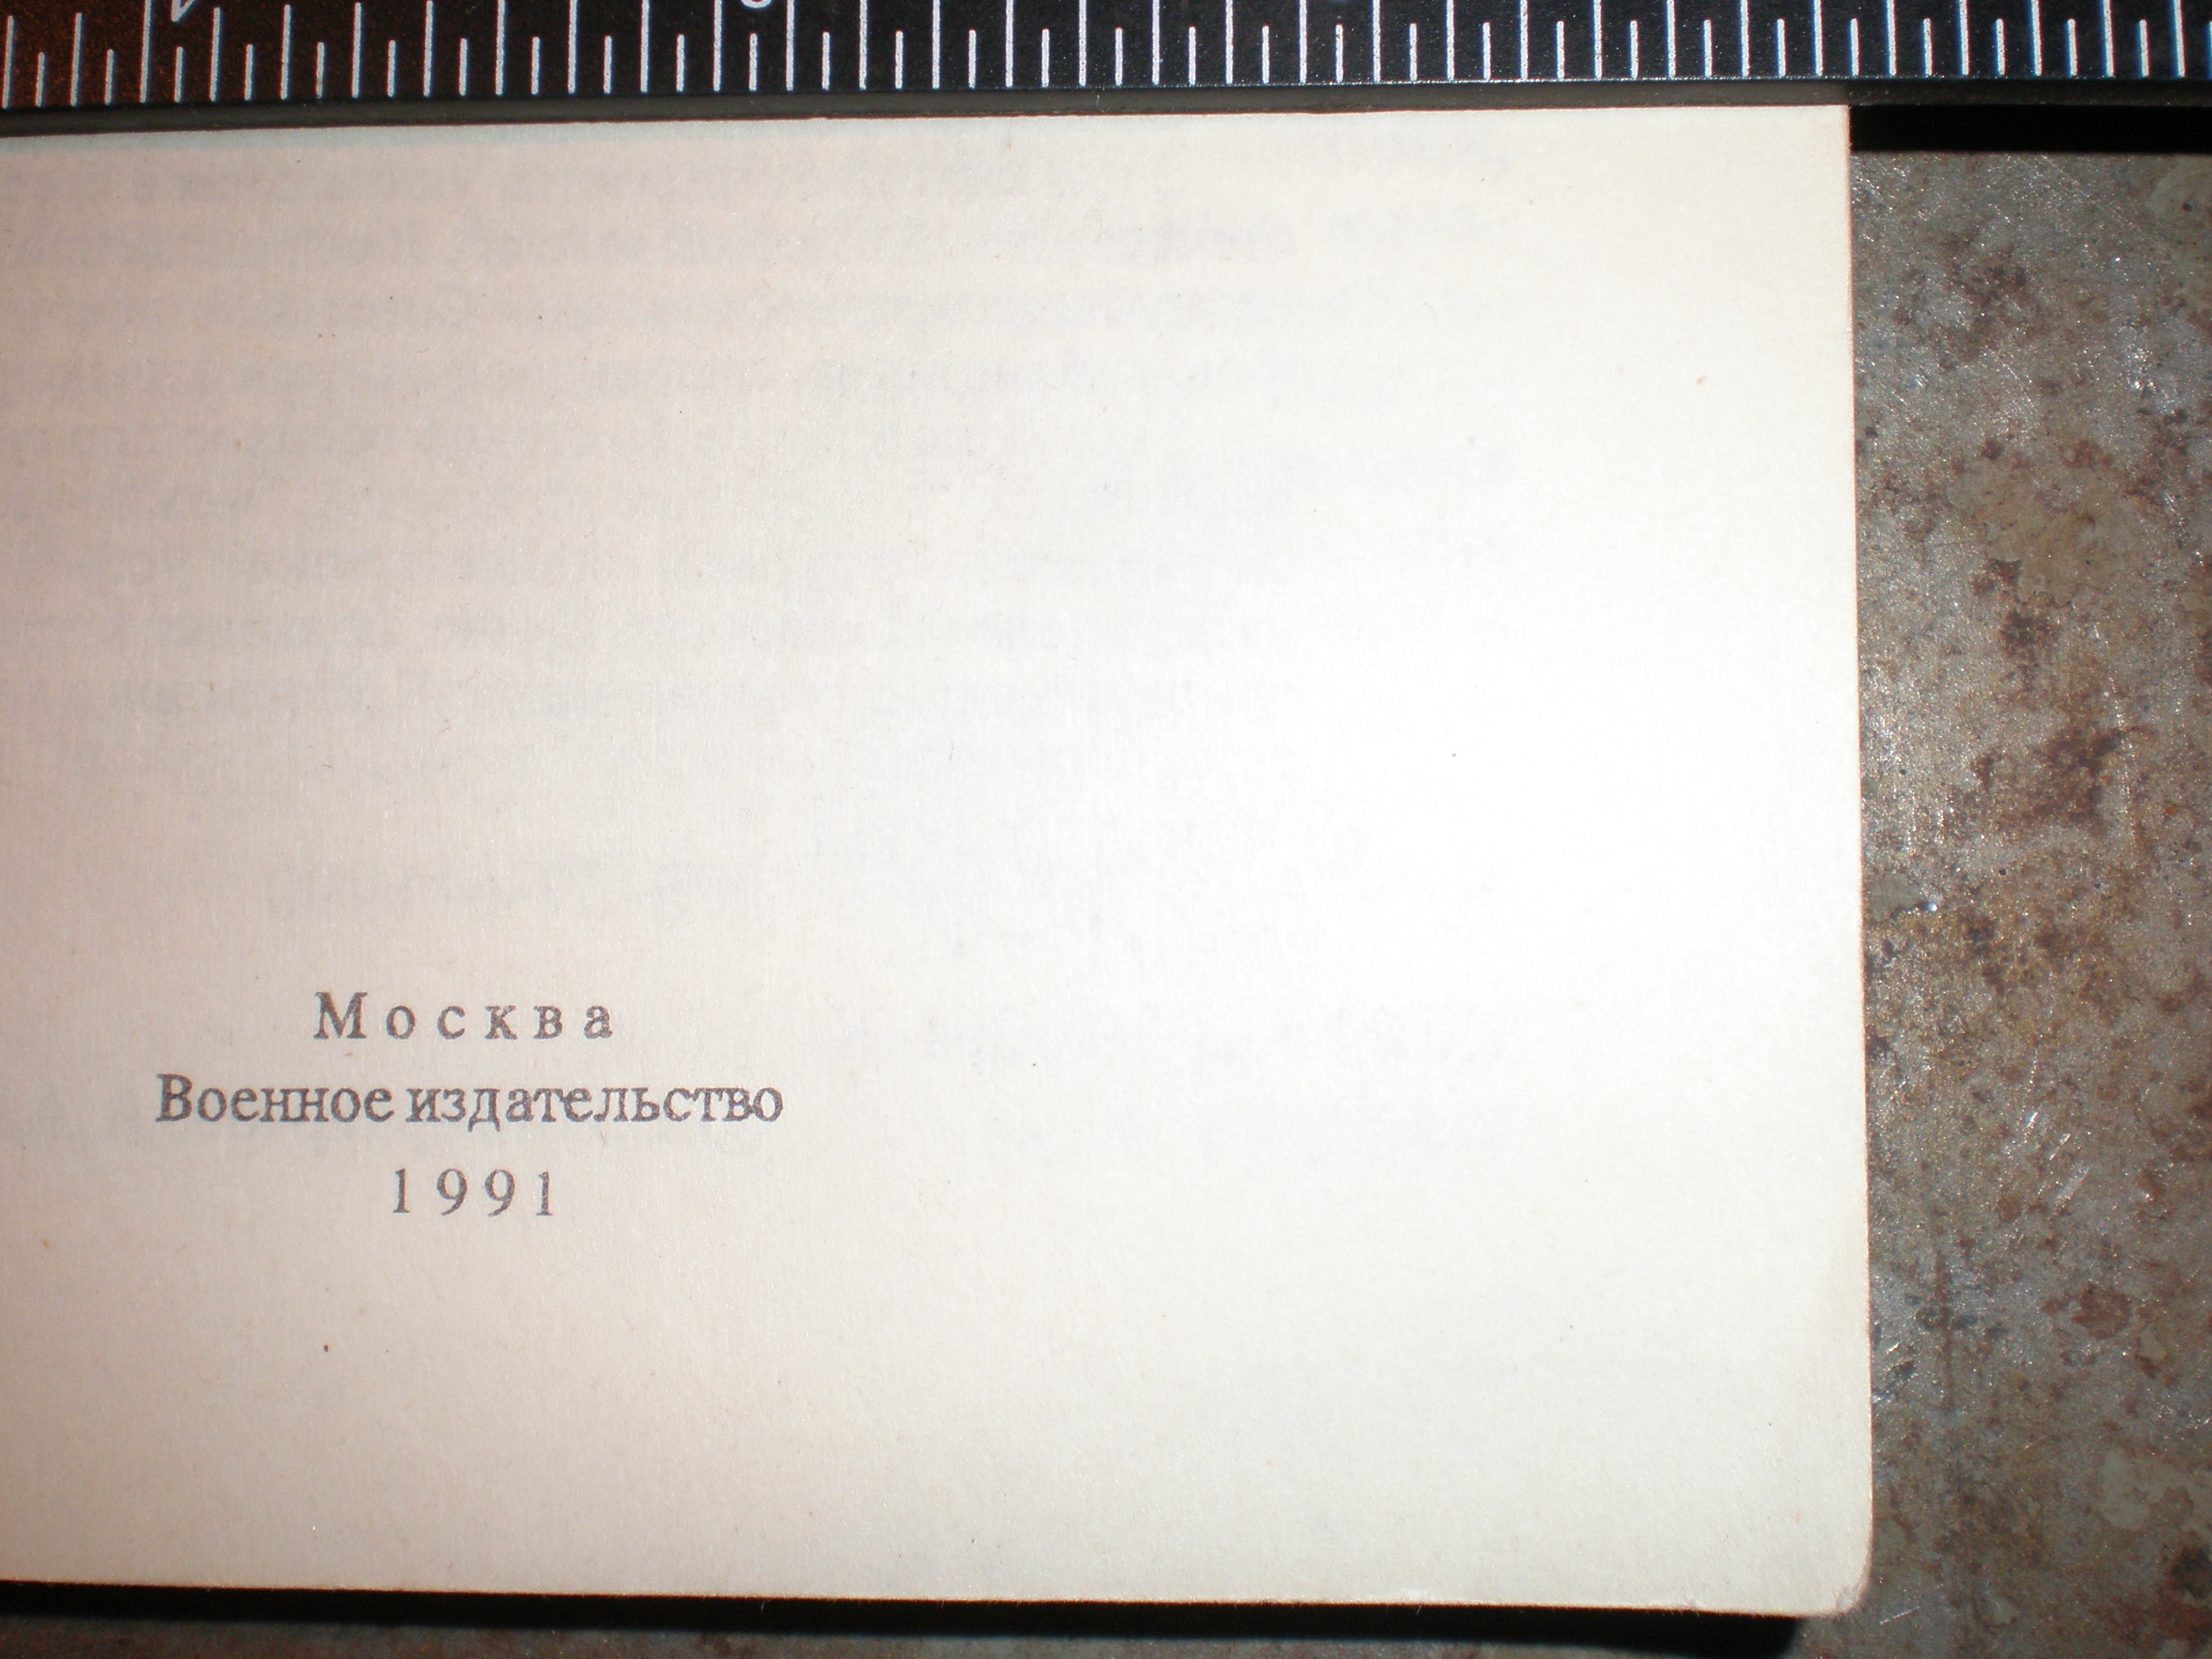 Москва
Военное издательство
1991